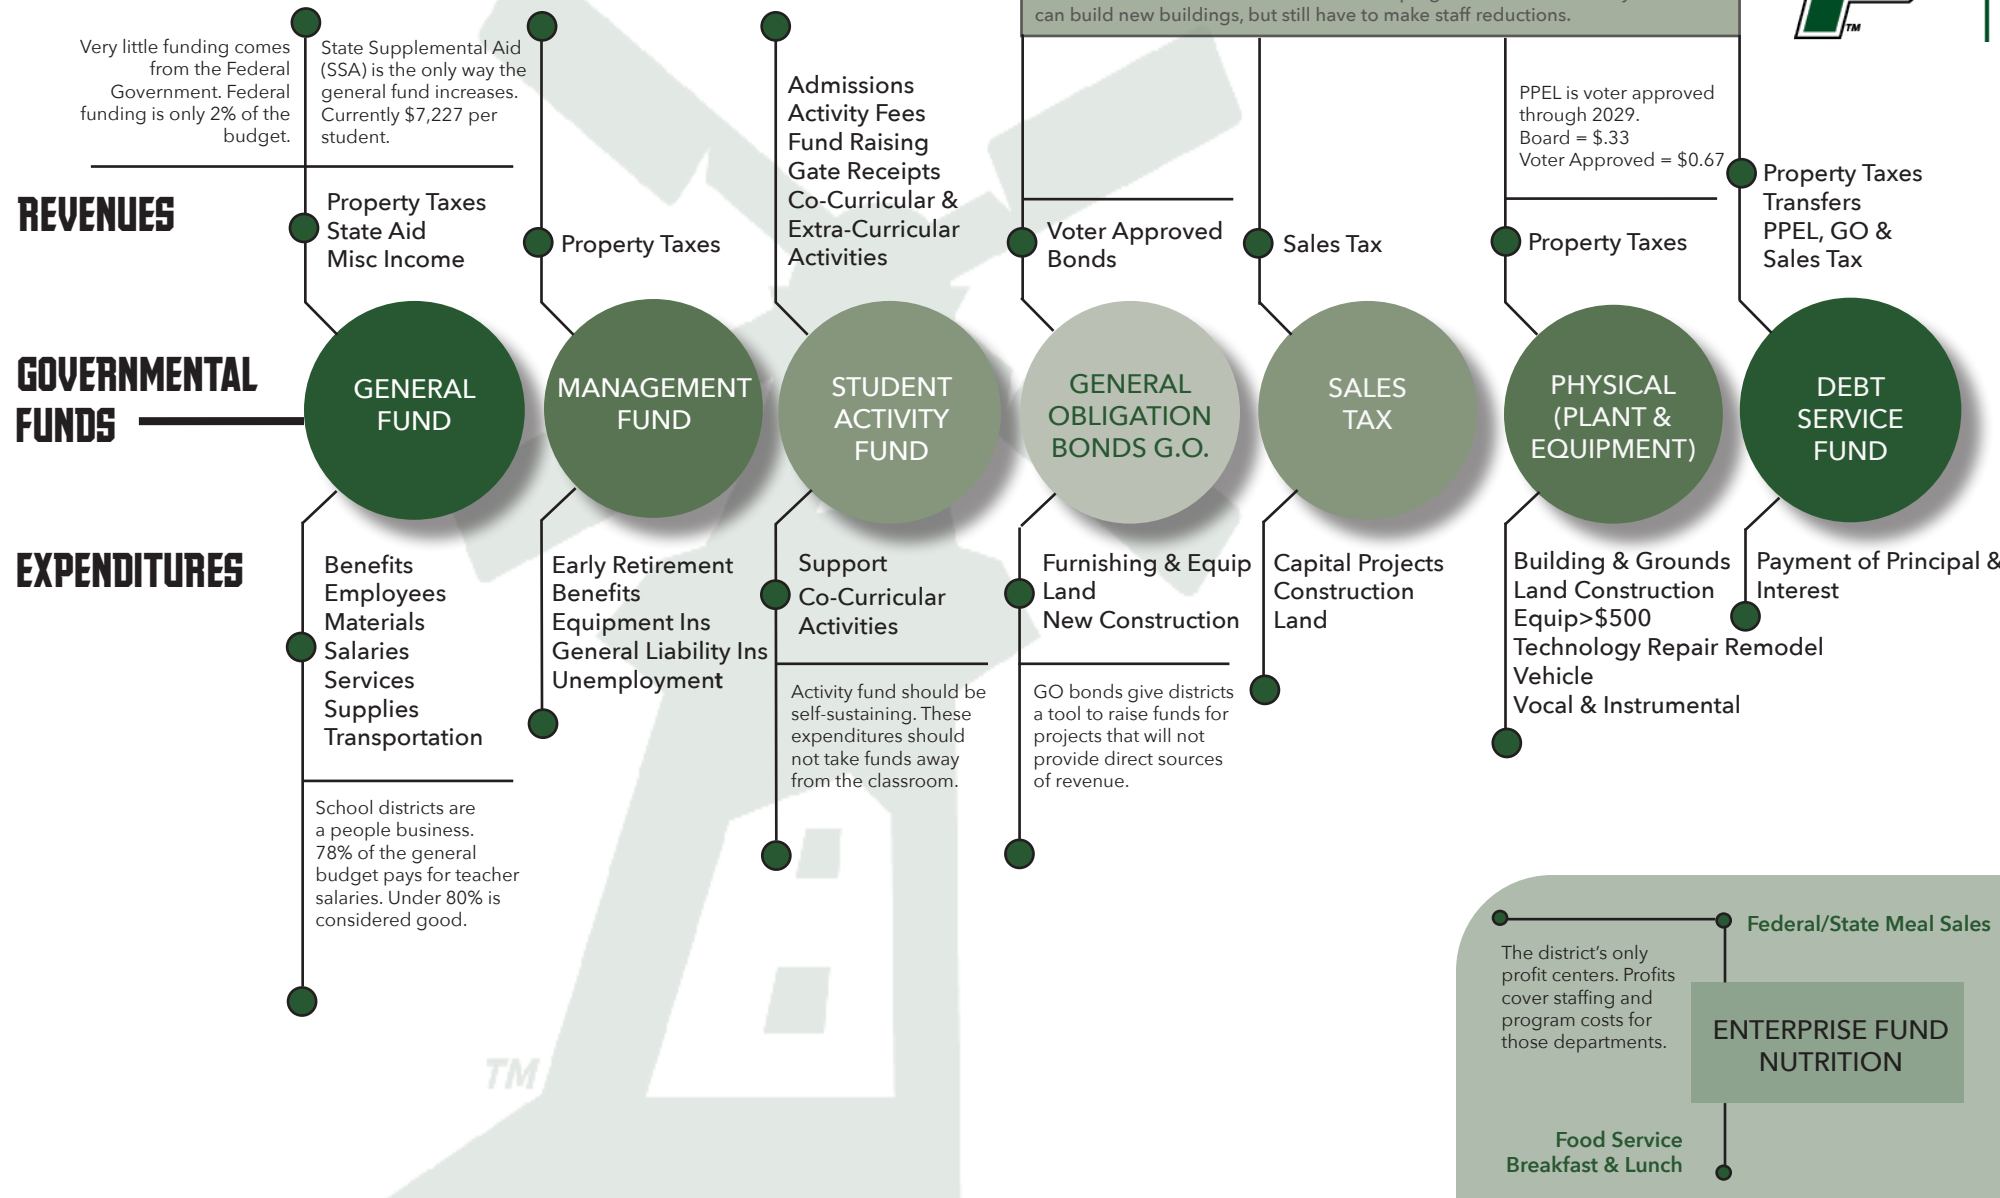 can build new buildings, but still have to make staff reductions.
TM
Very little funding comes
from the Federal
Government. Federal
funding is only 2% of the
budget.
State Supplemental Aid
(SSA) is the only way the
general fund increases.
Currently $7,227 per
student.
Admissions
Activity Fees
Fund Raising
Gate Receipts
Co-Curricular &
Extra-Curricular
Activities
PPEL is voter approved
through 2029.
Board = $.33
Voter Approved = $0.67
REVENUES
Property Taxes
State Aid
Misc Income
Property Taxes
Voter Approved
Bonds
Sales Tax
Property Taxes
Property Taxes
Transfers
PPEL, GO &
Sales Tax
GOVERNMENTAL
FUNDS
GENERAL
FUND
MANAGEMENT
FUND
STUDENT
ACTIVITY
FUND
GENERAL
OBLIGATION
BONDS G.O.
SALES
TAX
PHYSICAL
(PLANT &
EQUIPMENT)
DEBT
SERVICE
FUND
EXPENDITURES
Benefits
Employees
Materials
Salaries
Services
Supplies
Transportation
Early Retirement
Benefits
Equipment Ins
General Liability Ins
Unemployment
Support
Co-Curricular
Activities
Furnishing & Equip
Land
New Construction
Capital Projects
Construction
Land
Building & Grounds
Land Construction
Equip>$500
Technology Repair Remodel
Vehicle
Vocal & Instrumental
Payment of Principal &
Interest
School districts are
a people business.
78% of the general
budget pays for teacher
salaries. Under 80% is
considered good.
Activity fund should be
self-sustaining. These
expenditures should
not take funds away
from the classroom.
GO bonds give districts
a tool to raise funds for
projects that will not
provide direct sources
of revenue.
TM
Federal/State Meal Sales
The district's only
profit centers. Profits
cover staffing and
program costs for
those departments.
ENTERPRISE FUND
NUTRITION
Food Service
Breakfast & Lunch